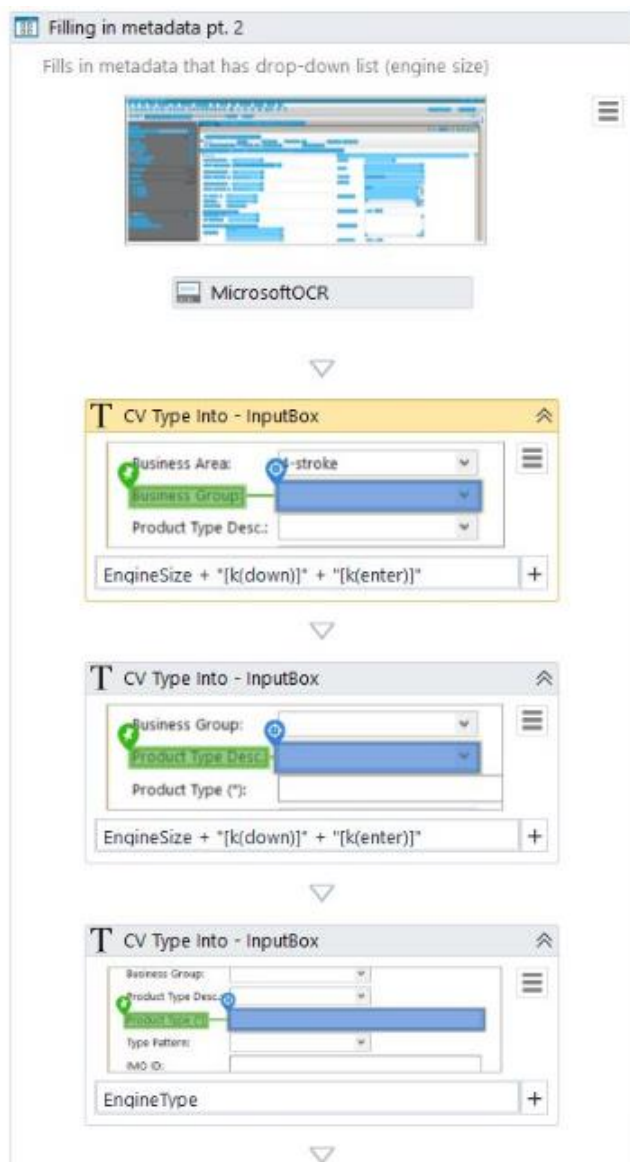 Filling in metadata pt. 2
Fills in metadata that has drop-down list (engine size)
MicrosoftOCR
T CV Type Into - InputBox
Business Area: 4-stroke
Business Group:
Product Type Desc.:
EngineSize + "[k(down)]" + "[k(enter)]" +
T CV Type Into - InputBox
Business Group:
Product Type Desc.:
Product Type (*):
EngineSize + "[k(down)]" + "[k(enter)]" +
T CV Type Into - InputBox
Business Group:
Product Type Desc.:
Product Type (*)
Type Pattern:
IMO ID:
EngineType +